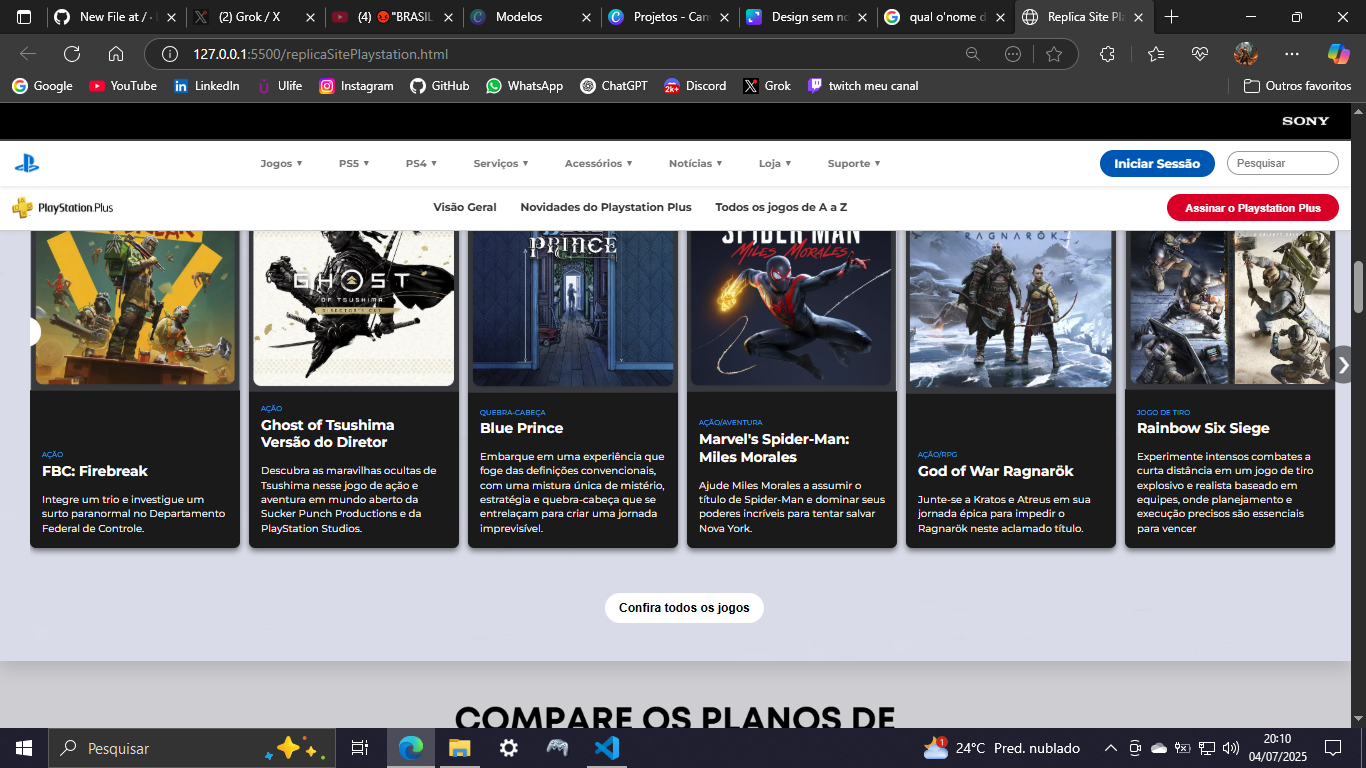 New File at / ·
(2) Grok / X
(4) 😡 "BRASIL
Modelos
Projetos - Can
Design sem no
qual o'nome d
Replica Site Pla
127.0.0.1:5500/replicaSitePlaystation.html
Google
YouTube
LinkedIn
Ulife
Instagram
GitHub
WhatsApp
ChatGPT
2k+
Discord
Grok
twitch meu canal
Outros favoritos
SONY
Jogos ▼
PS5 ▼
PS4 ▼
Serviços ▼
Acessórios ▼
Notícias ▼
Loja ▼
Suporte ▼
Iniciar Sessão
Pesquisar
PlayStation.Plus
Visão Geral
Novidades do Playstation Plus
Todos os jogos de A a Z
Assinar o Playstation Plus
GHOST
OF TSUSHIMA
DIRECTOR'S CUT
PRINCE
SPIDER-MAN
MILES MORALES
RAGNARÖK
❯
AÇÃO
FBC: Firebreak
Integre um trio e investigue um
surto paranormal no Departamento
Federal de Controle.
AÇÃO
Ghost of Tsushima
Versão do Diretor
Descubra as maravilhas ocultas de
Tsushima nesse jogo de ação e
aventura em mundo aberto da
Sucker Punch Productions e da
PlayStation Studios.
QUEBRA-CABEÇA
Blue Prince
Embarque em uma experiência que
foge das definições convencionais,
com uma mistura única de mistério,
estratégia e quebra-cabeça que se
entrelaçam para criar uma jornada
imprevisível.
AÇÃO/AVENTURA
Marvel's Spider-Man:
Miles Morales
Ajude Miles Morales a assumir o
título de Spider-Man e dominar seus
poderes incríveis para tentar salvar
Nova York.
AÇÃO/RPG
God of War Ragnarök
Junte-se a Kratos e Atreus em sua
jornada épica para impedir o
Ragnarök neste aclamado título.
JOGO DE TIRO
Rainbow Six Siege
Experimente intensos combates a
curta distância em um jogo de tiro
explosivo e realista baseado em
equipes, onde planejamento e
execução precisos são essenciais
para vencer
Confira todos os jogos
COMPARE OS PLANOS DE
Pesquisar
1
24°C Pred. nublado
20:10
04/07/2025